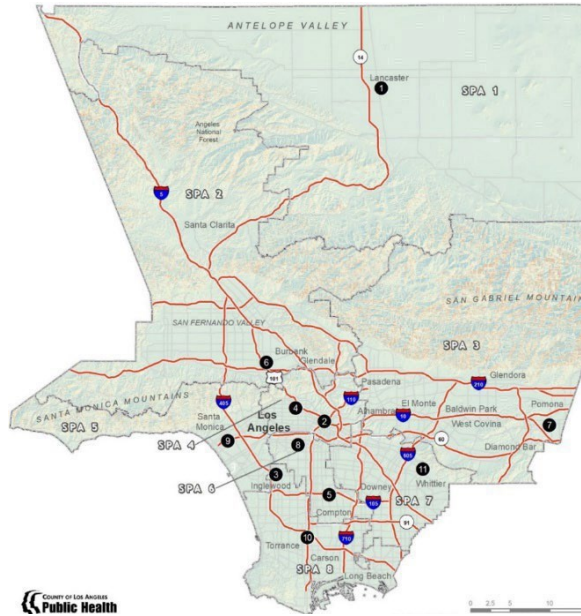 ANTELOPE VALLEY
14
Lancaster
1
SPA 1
Angeles
National
Forest
5
SPA 2
Santa Clarita
SAN GABRIEL MOUNTAINS
SAN FERNANDO VALLEY
SPA 3
Burbank
6
Glendale
101
Pasadena
Glendora
210
SANTA MONICA MOUNTAINS
405
4
110
El Monte
Baldwin Park
Pomona
Santa
Monica
Los
Angeles
2
Alhambra
10
West Covina
7
SPA 5
SPA 4
9
8
60
Diamond Bar
605
11
SPA 6
3
Inglewood
Downey
Whittier
5
105
SPA 7
Compton
91
10
Torrance
710
Carson
SPA 8
Long Beach
COUNTY OF LOS ANGELES
Public Health
0 2.5 5 10